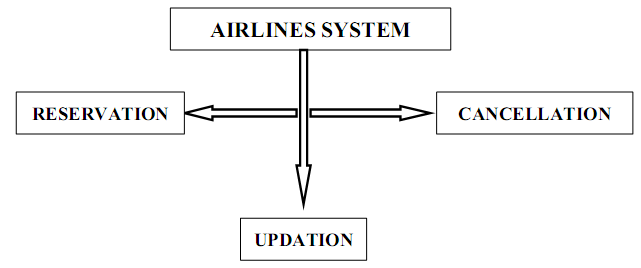 AIRLINES SYSTEM
RESERVATION
CANCELLATION
UPDATION